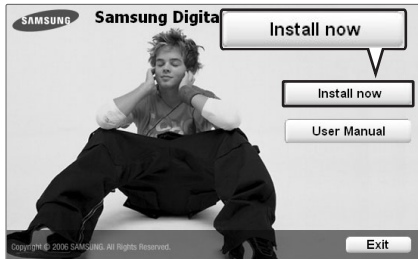 SAMSUNG Samsung Digita
Install now
Install now
User Manual
Copyright © 2006 SAMSUNG. All Rights Reserved.
Exit